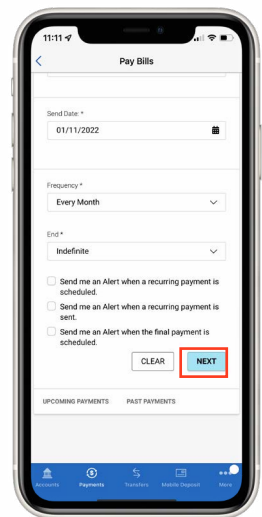 11:11
Pay Bills
Send Date: *
01/11/2022
Frequency *
Every Month
End *
Indefinite
Send me an Alert when a recurring payment is
scheduled.
Send me an Alert when a recurring payment is
sent.
Send me an Alert when the final payment is
scheduled.
CLEAR NEXT
UPCOMING PAYMENTS PAST PAYMENTS
Accounts Payments Transfers Mobile Deposit More